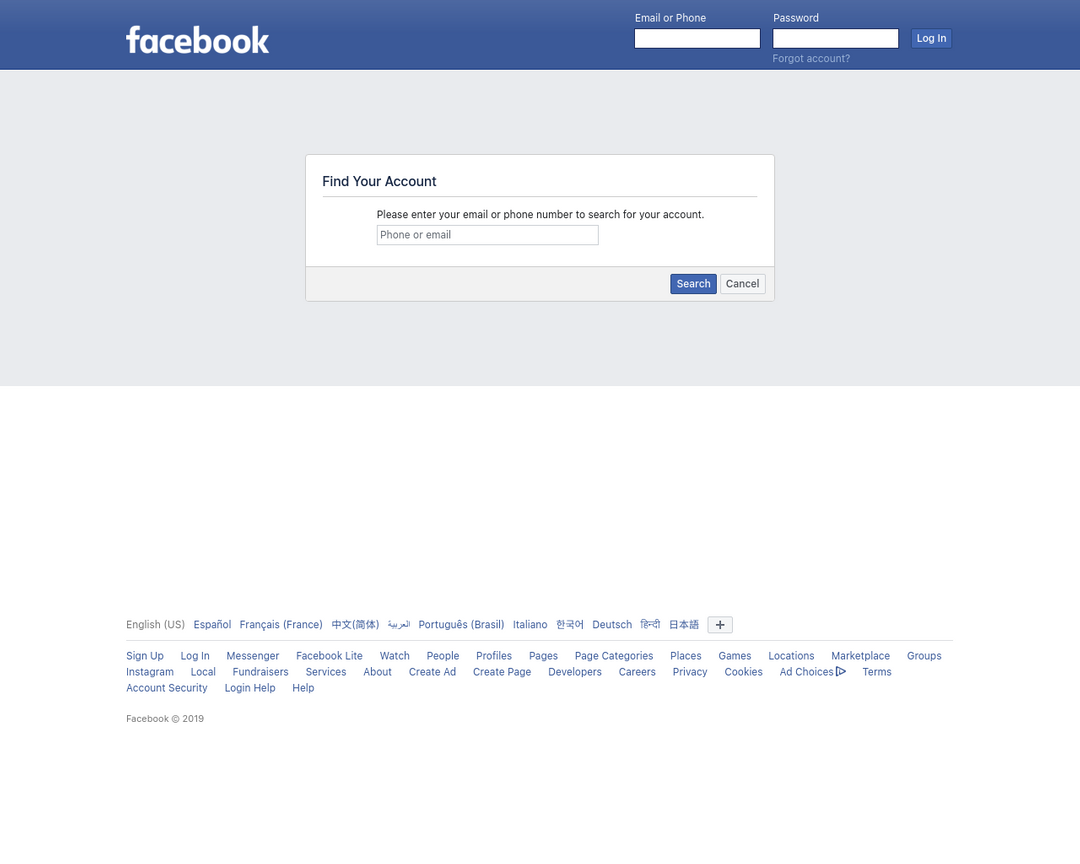 facebook
Email or Phone Password
Log In
Forgot account?
Find Your Account
Please enter your email or phone number to search for your account.
Phone or email
Search Cancel
English (US) Español Français (France) 中文(简体) العربية Português (Brasil) Italiano 한국어 Deutsch हिन्दी 日本語
Sign Up Log In Messenger Facebook Lite Watch People Profiles Pages Page Categories Places Games Locations Marketplace Groups
Instagram Local Fundraisers Services About Create Ad Create Page Developers Careers Privacy Cookies Ad Choices Terms
Account Security Login Help Help
Facebook © 2019